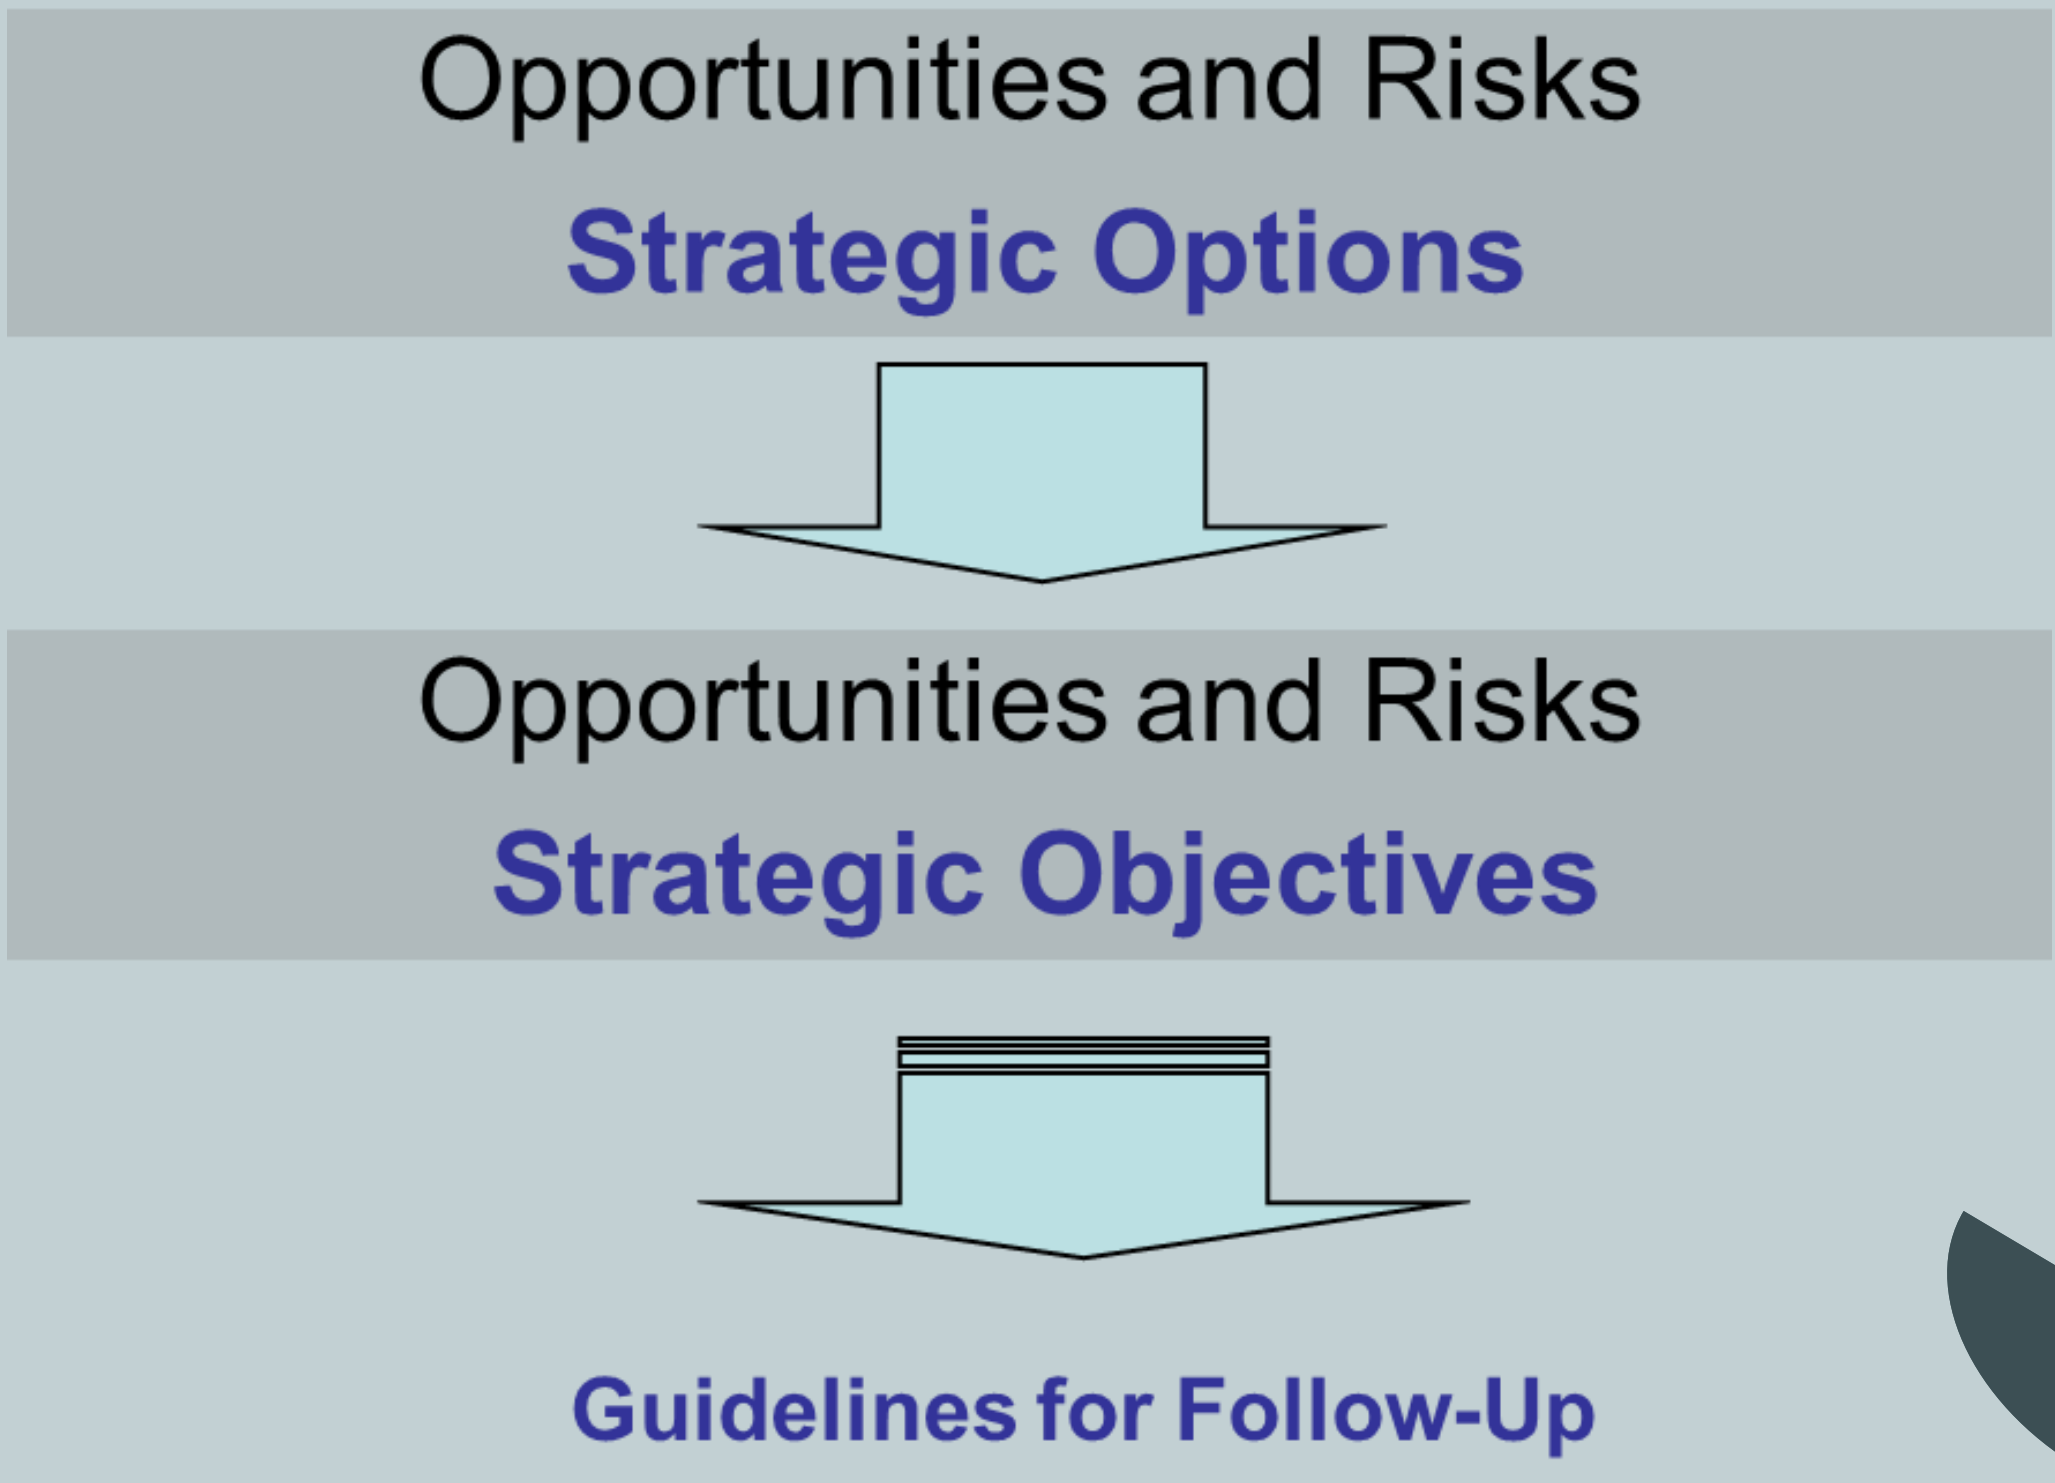 Opportunities and Risks
Strategic Options
Opportunities and Risks
Strategic Objectives
Guidelines for Follow-Up